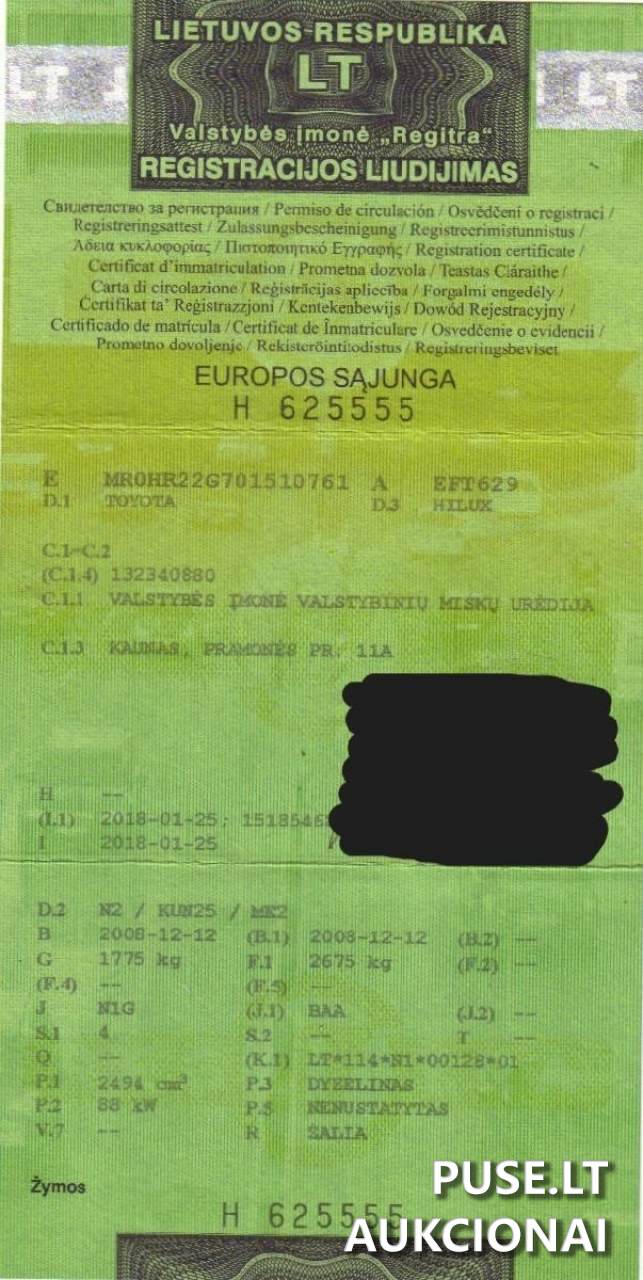 LIETUVOS RESPUBLIKA
LT LT LT
Valstybės įmonė „Regitra“
REGISTRACIJOS LIUDIJIMAS
Свидетелство за регистрация / Permiso de circulación / Osvědčení o registraci /
Registreringsattest / Zulassungsbescheinigung / Registreerimistunnistus /
Άδεια κυκλοφορίας / Πιστοποιητικό Εγγραφής / Registration certificate /
Certificat d'immatriculation / Prometna dozvola / Teastas Cláraithe /
Carta di circolazione / Reģistrācijas apliecība / Forgalmi engedély /
Ċertifikat ta' Reġistrazzjoni / Kentekenbewijs / Dowód Rejestracyjny /
Certificado de matrícula / Certificat de Înmatriculare / Osvedčenie o evidencii /
Prometno dovoljenje / Rekisteröintitodistus / Registreringsbeviset
EUROPOS SĄJUNGA
H 625555
E MR0HR22G701510761 A EFT629
D.1 TOYOTA D.3 HILUX
C.1-C.2
(C.1.4) 132340880
C.1.1 VALSTYBĖS ĮMONĖ VALSTYBINIŲ MIŠKŲ URĖDIJA
C.1.3 KAUNAS, PRAMONĖS PR. 11A
H --
(I.1) 2018-01-25; 1518546
I 2018-01-25
D.2 N2 / KUN25 / MK2
B 2008-12-12 (B.1) 2008-12-12 (B.2) --
G 1775 kg F.1 2675 kg (F.2) --
(F.4) -- (F.5) --
J N1G (J.1) BAA (J.2) --
S.1 4 S.2 -- T --
Q -- (K.1) LT*114*N1*00128*01
P.1 2494 cm³ P.3 DYZELINAS
P.2 88 kW P.5 NENUSTATYTAS
V.7 -- R ŽALIA
Žymos
H 625555
PUSE.LT
AUKCIONAI